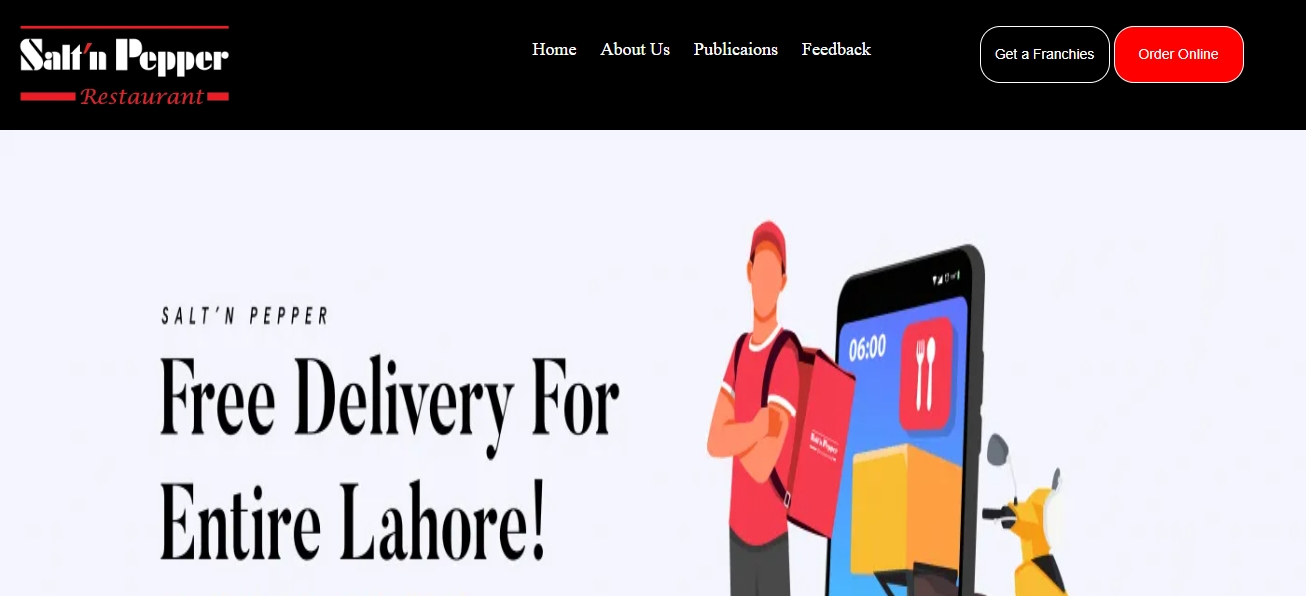 Salt'n Pepper
Restaurant
Home About Us Publicaions Feedback
Get a Franchies Order Online
SALT'N PEPPER
Free Delivery For
Entire Lahore!
06:00
Salt'n Pepper